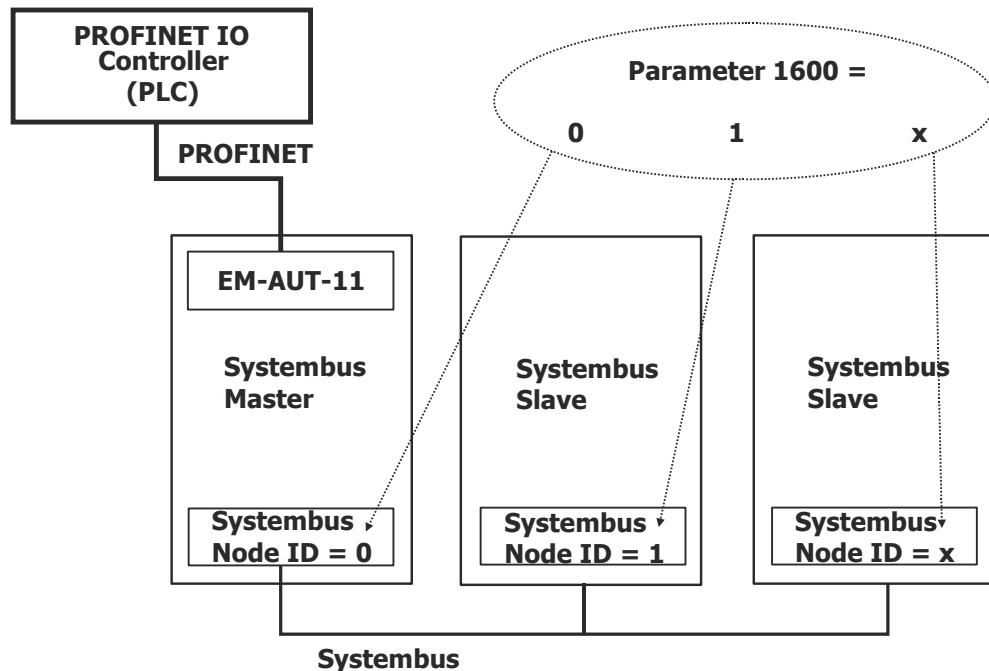 PROFINET IO
Controller
(PLC)
Parameter 1600 =
0 1 x
PROFINET
EM-AUT-11
Systembus
Master
Systembus
Slave
Systembus
Slave
Systembus
Node ID = 0
Systembus
Node ID = 1
Systembus
Node ID = x
Systembus